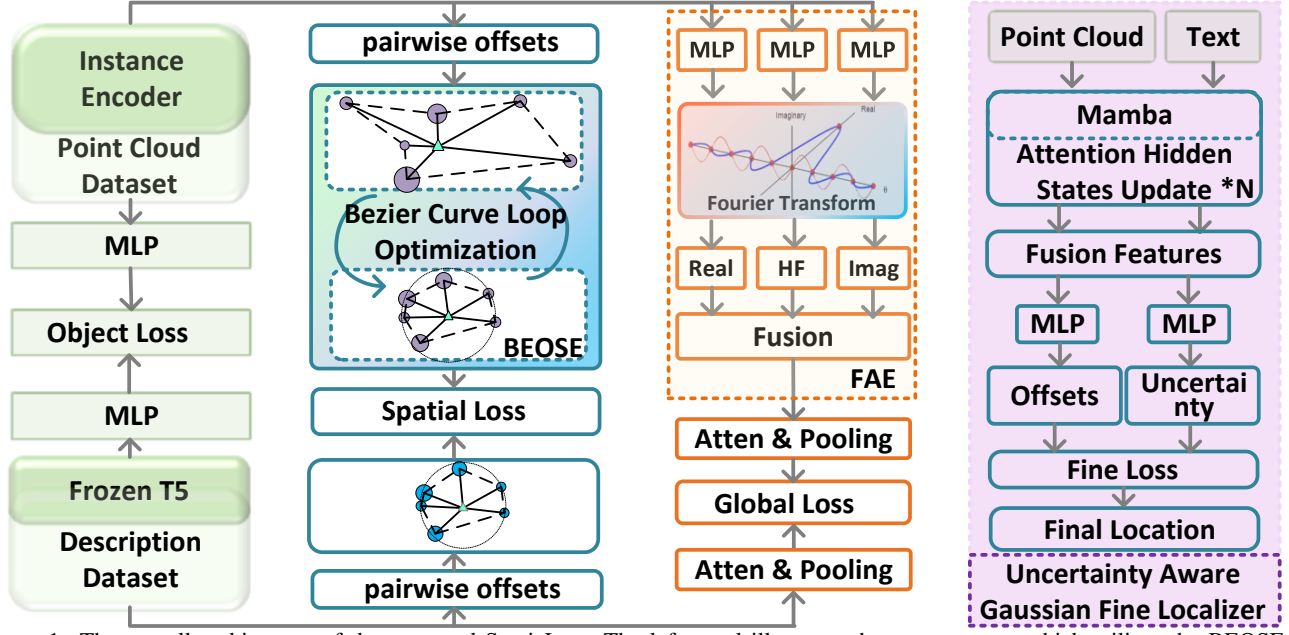 Instance
Encoder
Point Cloud
Dataset
MLP
Object Loss
MLP
Frozen T5
Description
Dataset
pairwise offsets
Bezier Curve Loop
Optimization
BEOSE
Spatial Loss
pairwise offsets
MLP
MLP
MLP
Imaginary
Real
θ
Fourier Transform
Real
HF
Imag
Fusion
FAE
Atten & Pooling
Global Loss
Atten & Pooling
Point Cloud
Text
Mamba
Attention Hidden
States Update *N
Fusion Features
MLP
MLP
Offsets
Uncertai
nty
Fine Loss
Final Location
Uncertainty Aware
Gaussian Fine Localizer